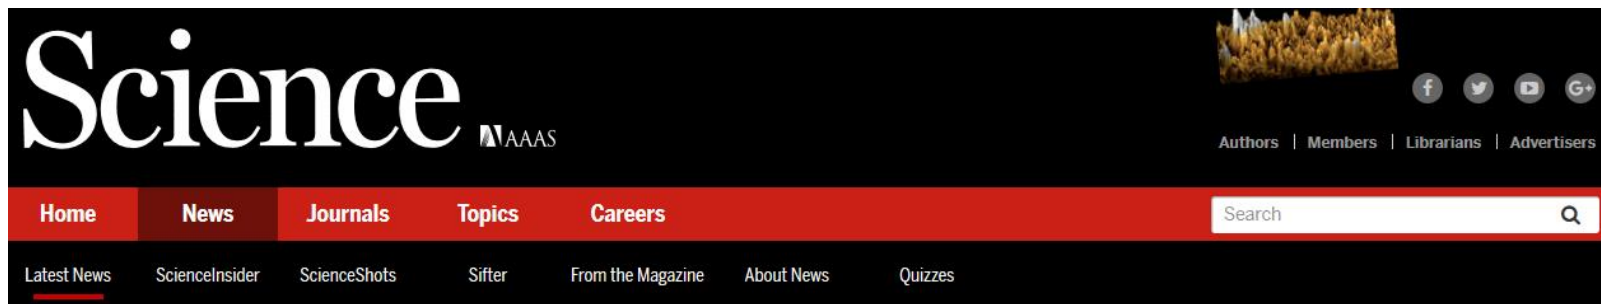 Science
AAAS
Authors | Members | Librarians | Advertisers
Home News Journals Topics Careers Search
Latest News ScienceInsider ScienceShots Sifter From the Magazine About News Quizzes